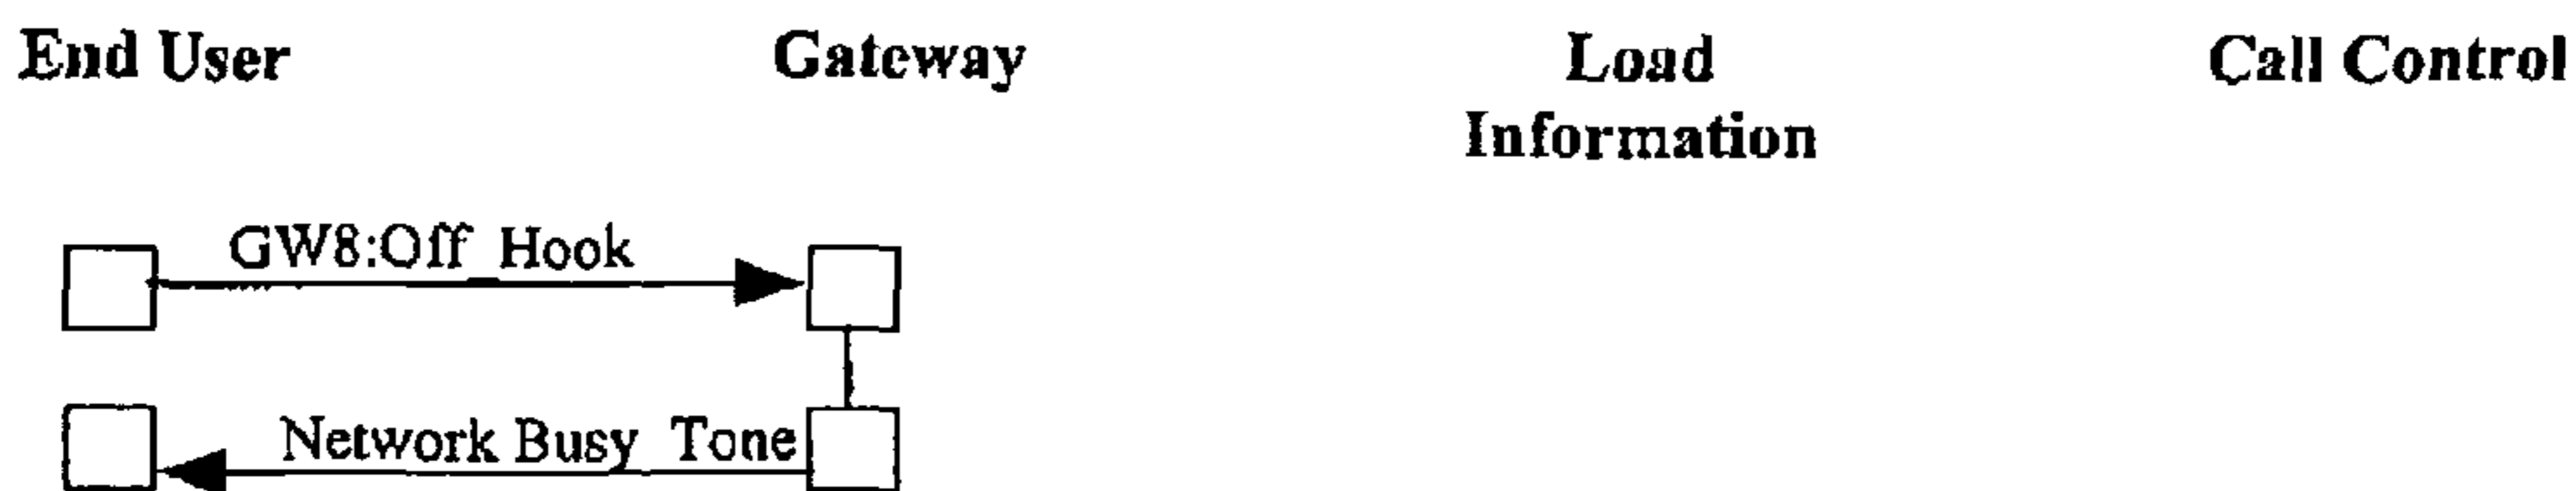 End User
Gateway
Load
Information
Call Control
GW8:Off_Hook
Network Busy_Tone